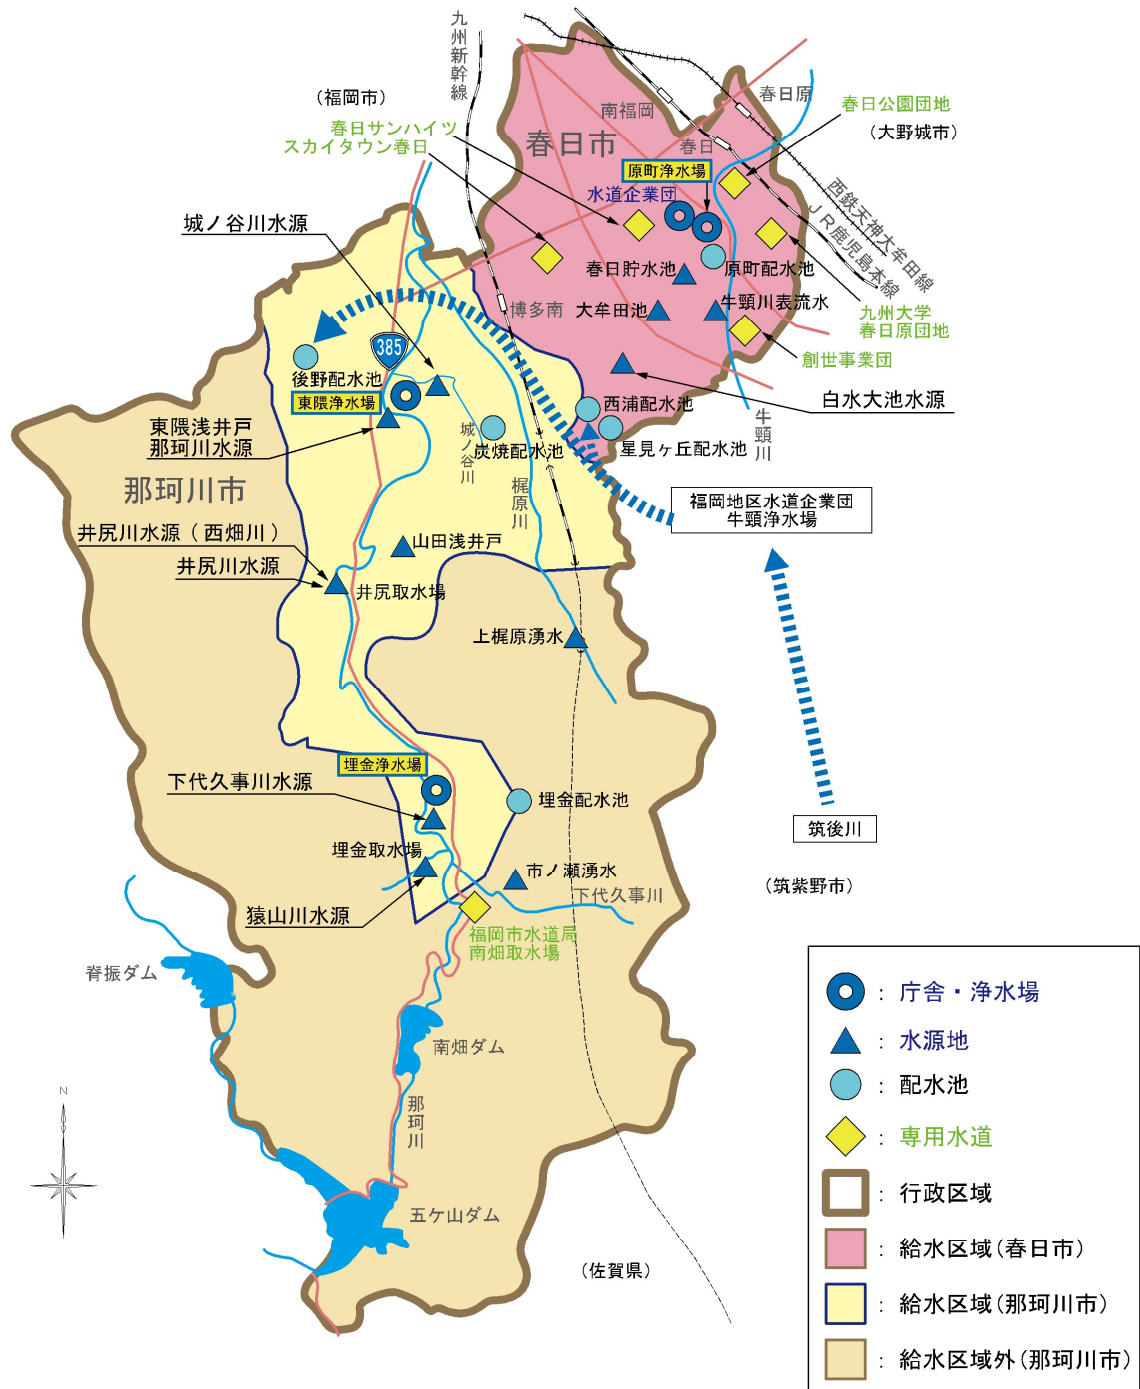 九州新幹線
(福岡市)
春日サンハイツ
スカイタウン春日
春日市
南福岡
春日
春日原
春日公園団地
(大野城市)
原町浄水場
水道企業団
西鉄天神大牟田線
JR鹿児島本線
城ノ谷川水源
春日貯水池
原町配水池
博多南
大牟田池
牛頸川表流水
九州大学
春日原団地
創世事業団
385
後野配水池
東隈浄水場
白水大池水源
西浦配水池
東隈浅井戸
那珂川水源
城ノ谷川
炭焼配水池
星見ヶ丘配水池
牛頸川
那珂川市
梶原川
福岡地区水道企業団
牛頸浄水場
井尻川水源(西畑川)
山田浅井戸
井尻川水源
井尻取水場
上梶原湧水
埋金浄水場
下代久事川水源
埋金配水池
筑後川
埋金取水場
市ノ瀬湧水
下代久事川
(筑紫野市)
猿山川水源
福岡市水道局
南畑取水場
脊振ダム
南畑ダム
那珂川
N
五ケ山ダム
(佐賀県)
:庁舎・浄水場
:水源地
:配水池
:専用水道
:行政区域
:給水区域(春日市)
:給水区域(那珂川市)
:給水区域外(那珂川市)